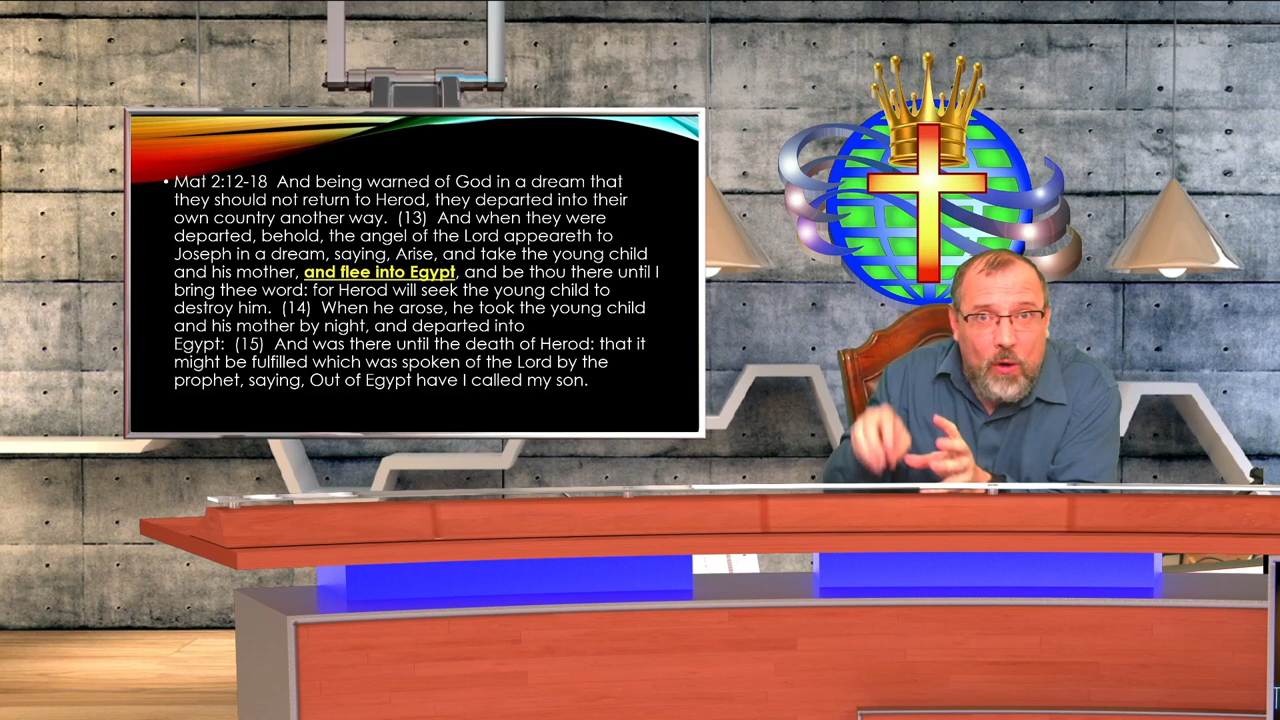 • Mat 2:12-18 And being warned of God in a dream that
they should not return to Herod, they departed into their
own country another way. (13) And when they were
departed, behold, the angel of the Lord appeareth to
Joseph in a dream, saying, Arise, and take the young child
and his mother, and flee into Egypt, and be thou there until I
bring thee word: for Herod will seek the young child to
destroy him. (14) When he arose, he took the young child
and his mother by night, and departed into
Egypt: (15) And was there until the death of Herod: that it
might be fulfilled which was spoken of the Lord by the
prophet, saying, Out of Egypt have I called my son.